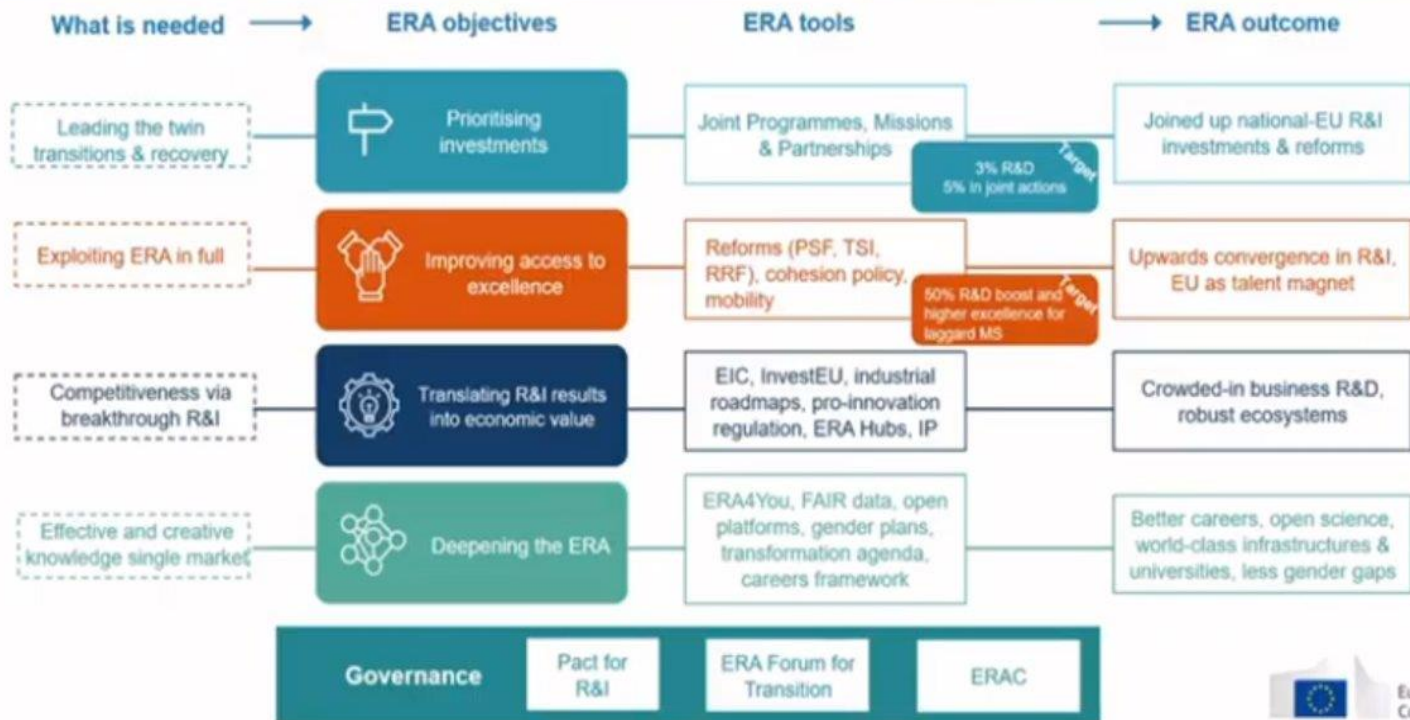 What is needed
ERA objectives
ERA tools
ERA outcome
Leading the twin
transitions & recovery
Prioritising
investments
Joint Programmes, Missions
& Partnerships
Target
3% R&D
5% in joint actions
Joined up national-EU R&I
investments & reforms
Exploiting ERA in full
Improving access to
excellence
Reforms (PSF, TSI,
RRF), cohesion policy,
mobility
Target
50% R&D boost and
higher excellence for
laggard MS
Upwards convergence in R&I,
EU as talent magnet
Competitiveness via
breakthrough R&I
Translating R&I results
into economic value
EIC, InvestEU, industrial
roadmaps, pro-innovation
regulation, ERA Hubs, IP
Crowded-in business R&D,
robust ecosystems
Effective and creative
knowledge single market
Deepening the ERA
ERA4You, FAIR data, open
platforms, gender plans,
transformation agenda,
careers framework
Better careers, open science,
world-class infrastructures &
universities, less gender gaps
Governance
Pact for
R&I
ERA Forum for
Transition
ERAC